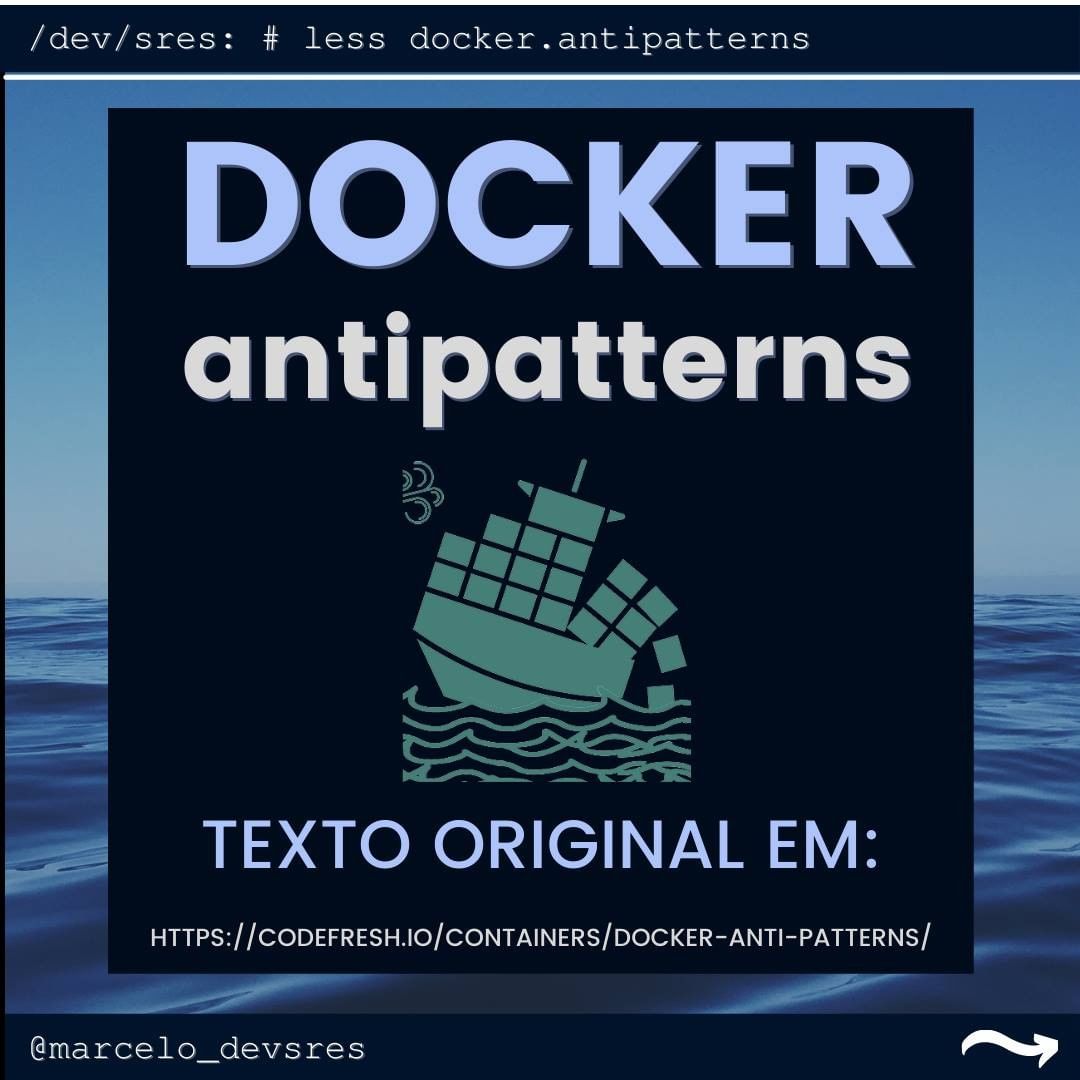 /dev/sres: # less docker.antipatterns
DOCKER
antipatterns
TEXTO ORIGINAL EM:
HTTPS://CODEFRESH.IO/CONTAINERS/DOCKER-ANTI-PATTERNS/
@marcelo_devsres